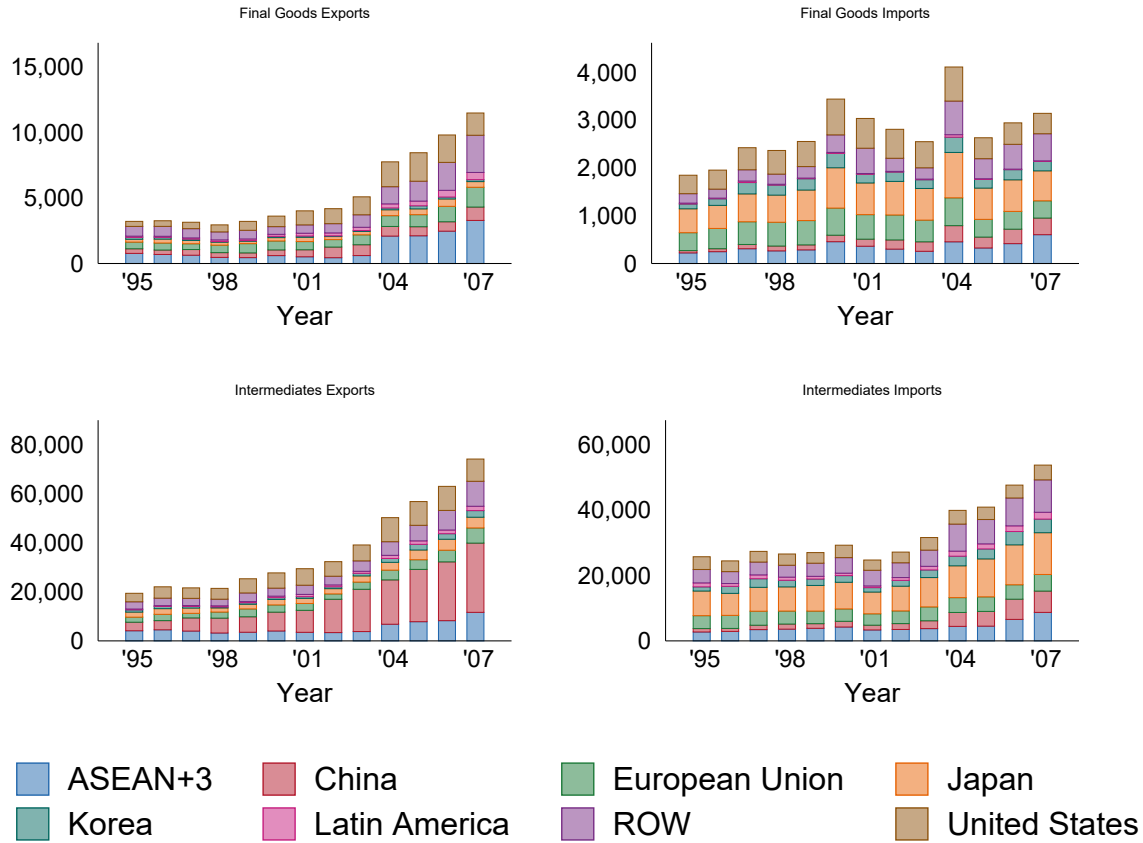 Final Goods Exports
15,000
10,000
5,000
0
'95 '98 '01 '04 '07
Year
Final Goods Imports
4,000
3,000
2,000
1,000
0
'95 '98 '01 '04 '07
Year
Intermediates Exports
80,000
60,000
40,000
20,000
0
'95 '98 '01 '04 '07
Year
Intermediates Imports
60,000
40,000
20,000
0
'95 '98 '01 '04 '07
Year
ASEAN+3 China European Union Japan
Korea Latin America ROW United States